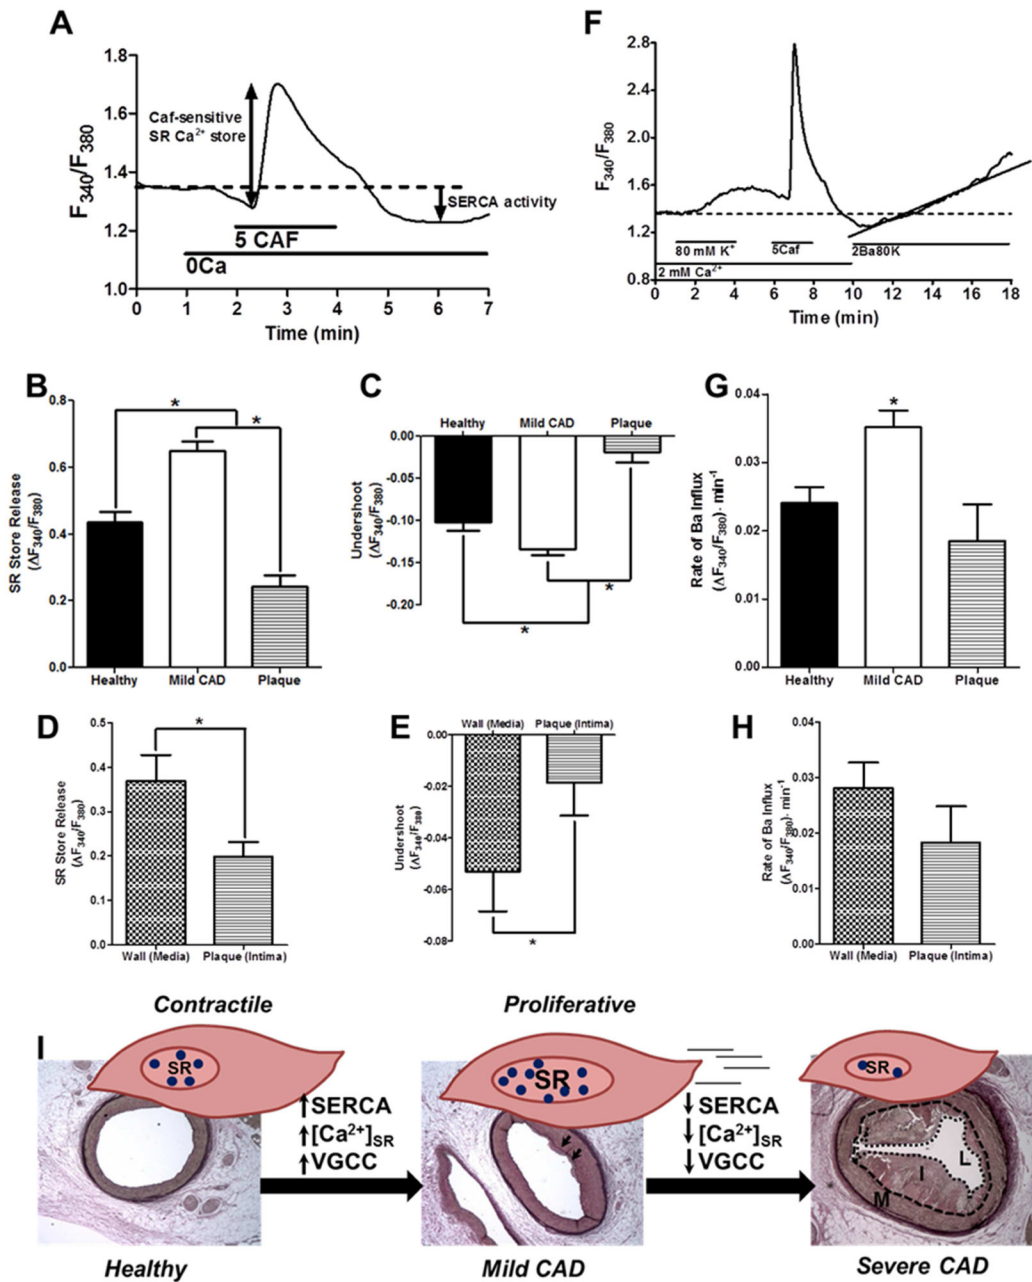 A
F340/F380
1.8
1.6
1.4
1.2
1.0
Caf-sensitive
SR Ca2+ store
SERCA activity
5 CAF
0Ca
0 1 2 3 4 5 6 7
Time (min)
F
F340/F380
2.8
2.4
2.0
1.6
1.2
0.8
80 mM K+
5Caf
2Ba80K
2 mM Ca2+
0 2 4 6 8 10 12 14 16 18
Time (min)
B
SR Store Release
(ΔF340/F380)
0.8
0.6
0.4
0.2
0.0
*
*
Healthy Mild CAD Plaque
C
Healthy Mild CAD Plaque
Undershoot
(ΔF340/F380)
0.00
-0.05
-0.10
-0.15
-0.20
*
*
G
Rate of Ba Influx
(ΔF340/F380)· min-1
0.04
0.03
0.02
0.01
0.00
*
Healthy Mild CAD Plaque
D
SR Store Release
(ΔF340/F380)
0.5
0.4
0.3
0.2
0.1
0.0
*
Wall (Media) Plaque (Intima)
E
Wall (Media) Plaque (Intima)
Undershoot
(ΔF340/F380)
0.00
-0.02
-0.04
-0.06
-0.08
*
H
Rate of Ba Influx
(ΔF340/F380)· min-1
0.04
0.03
0.02
0.01
0.00
Wall (Media) Plaque (Intima)
I
Contractile
Proliferative
SR
SR
SR
↑SERCA
↑[Ca2+]SR
↑VGCC
↓SERCA
↓[Ca2+]SR
↓VGCC
L
I
M
Healthy
Mild CAD
Severe CAD